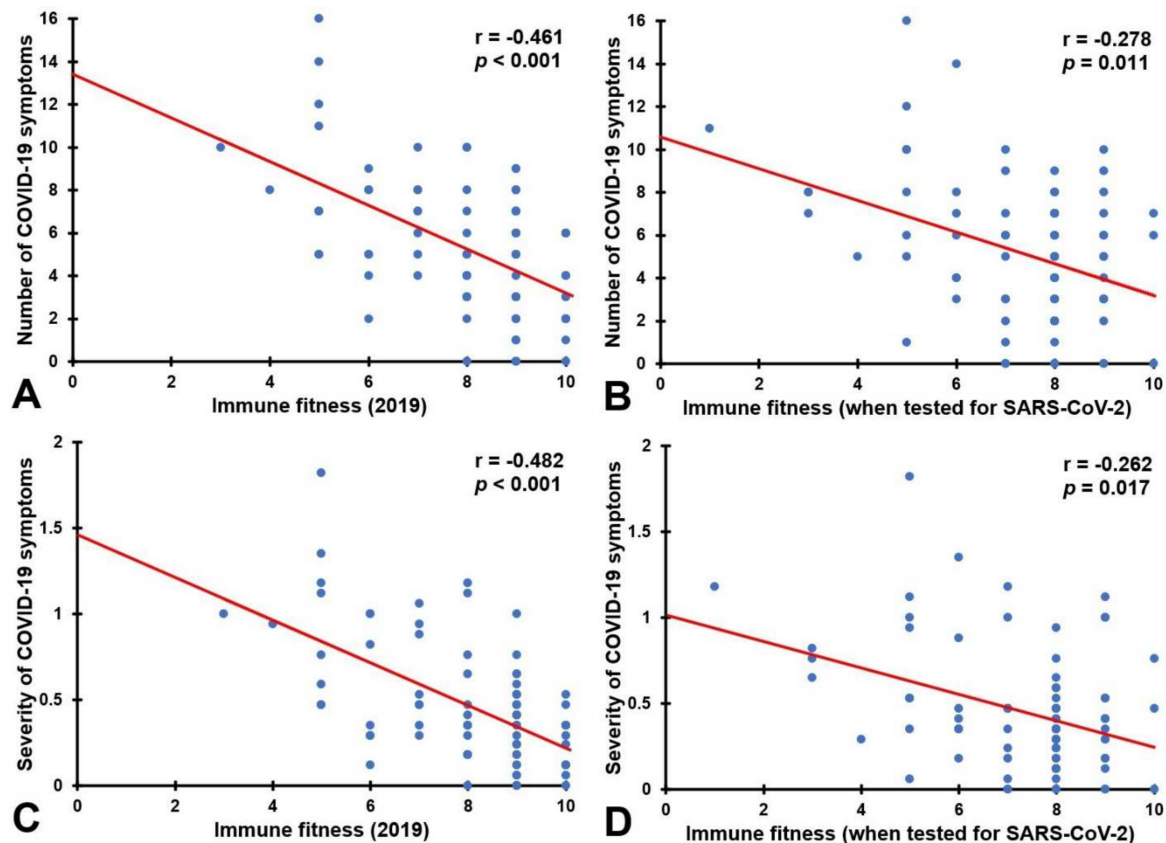 16
14
12
10
8
6
4
2
0
Number of COVID-19 symptoms
r = -0.461
p < 0.001
0 2 4 6 8 10
Immune fitness (2019)
A
16
14
12
10
8
6
4
2
0
Number of COVID-19 symptoms
r = -0.278
p = 0.011
0 2 4 6 8 10
Immune fitness (when tested for SARS-CoV-2)
B
2
1.5
1
0.5
0
Severity of COVID-19 symptoms
r = -0.482
p < 0.001
0 2 4 6 8 10
Immune fitness (2019)
C
2
1.5
1
0.5
0
Severity of COVID-19 symptoms
r = -0.262
p = 0.017
0 2 4 6 8 10
Immune fitness (when tested for SARS-CoV-2)
D